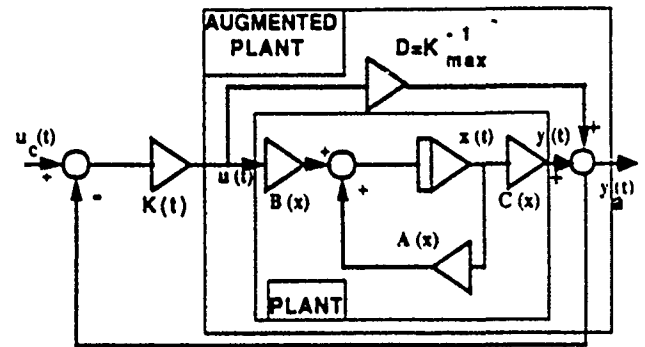 AUGMENTED
PLANT
D=K -1
max
u (t)
c
+
-
K(t)
u(t)
B(x)
+
+
x(t)
C(x)
y(t)
+
+
y (t)
a
A(x)
PLANT